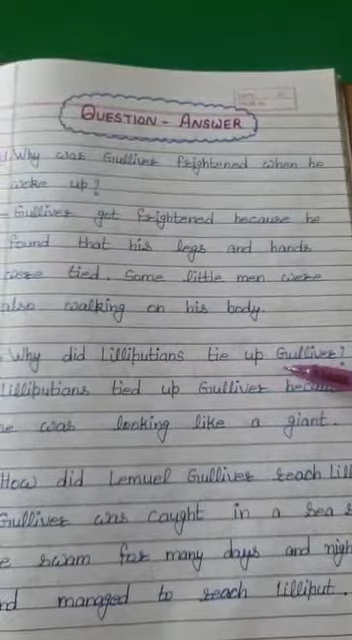 QUESTION - ANSWER
Why was Gulliver frightened when he
woke up?
- Gulliver got frightened because he
found that his legs and hands
were tied. Some little men were
also walking on his body.
Why did Lilliputians tie up Gulliver?
Lilliputians tied up Gulliver
was looking like a giant.
How did Lemuel Gulliver reach
Gulliver was caught in a sea
swam for many days and
managed to reach Lilliput.